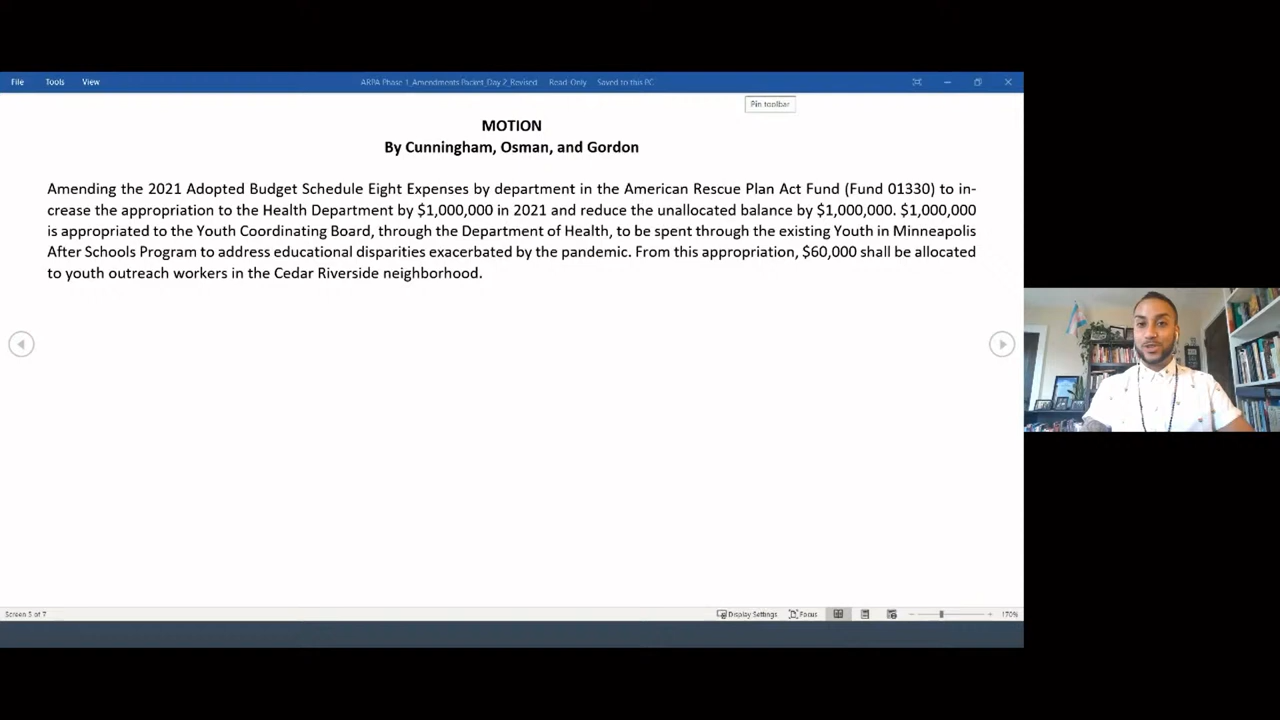 File Tools View ARPA Phase 1_Amendments Packet_Day 2_Revised Read-Only Saved to this PC
Pin toolbar
MOTION
By Cunningham, Osman, and Gordon
Amending the 2021 Adopted Budget Schedule Eight Expenses by department in the American Rescue Plan Act Fund (Fund 01330) to in-
crease the appropriation to the Health Department by $1,000,000 in 2021 and reduce the unallocated balance by $1,000,000. $1,000,000
is appropriated to the Youth Coordinating Board, through the Department of Health, to be spent through the existing Youth in Minneapolis
After Schools Program to address educational disparities exacerbated by the pandemic. From this appropriation, $60,000 shall be allocated
to youth outreach workers in the Cedar Riverside neighborhood.
Screen 5 of 7 Display Settings Focus 170%